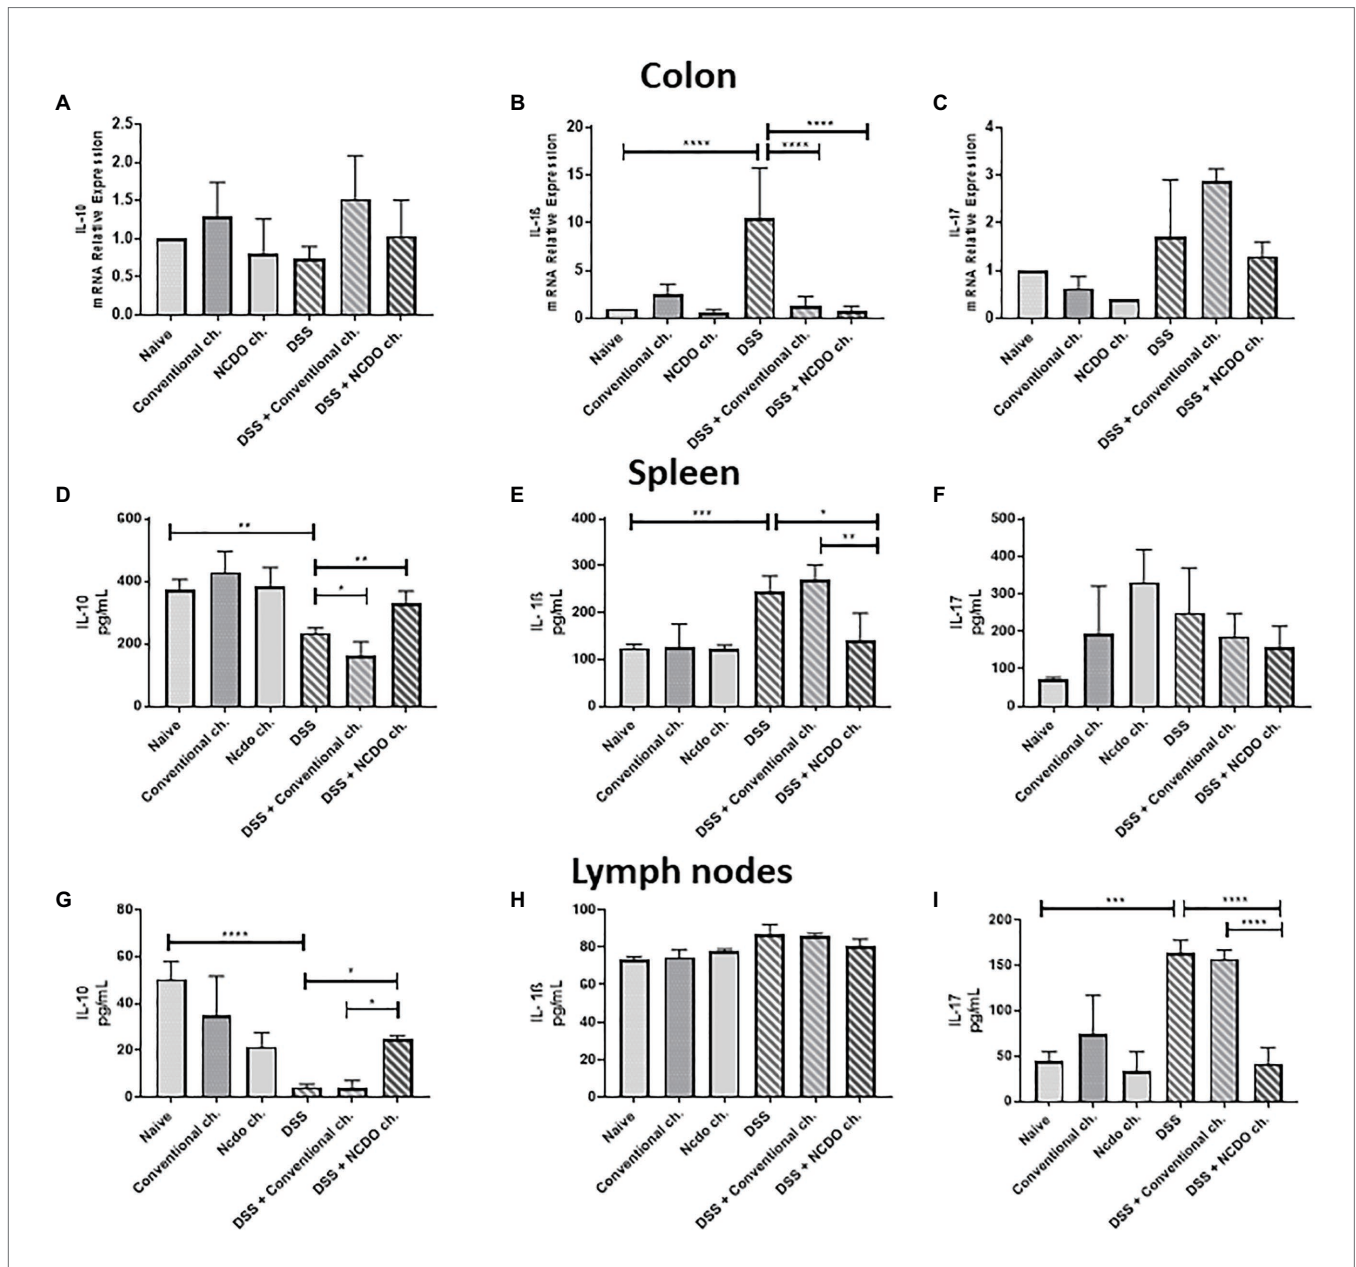 Colon
A
IL-10
mRNA Relative Expression
2.5
2.0
1.5
1.0
0.5
0.0
Naive
Conventional ch.
NCDO ch.
DSS
DSS + Conventional ch.
DSS + NCDO ch.
B
IL-1ß
mRNA Relative Expression
20
15
10
5
0
****
****
****
Naive
Conventional ch.
NCDO ch.
DSS
DSS + Conventional ch.
DSS + NCDO ch.
C
IL-17
mRNA Relative Expression
4
3
2
1
0
Naive
Conventional ch.
NCDO ch.
DSS
DSS + Conventional ch.
DSS + NCDO ch.
Spleen
D
IL-10
pg/mL
600
400
200
0
**
**
*
Naive
Conventional ch.
Ncdo ch.
DSS
DSS + Conventional ch.
DSS + NCDO ch.
E
IL- 1ß
pg/mL
400
300
200
100
0
***
*
**
Naive
Conventional ch.
Ncdo ch.
DSS
DSS + Conventional ch.
DSS + NCDO ch.
F
IL-17
pg/mL
500
400
300
200
100
0
Naive
Conventional ch.
Ncdo ch.
DSS
DSS + Conventional ch.
DSS + NCDO ch.
Lymph nodes
G
IL-10
pg/mL
80
60
40
20
0
****
*
*
Naive
Conventional ch.
Ncdo ch.
DSS
DSS + Conventional ch.
DSS + NCDO ch.
H
IL- 1ß
pg/mL
100
80
60
40
20
0
Naive
Conventional ch.
Ncdo ch.
DSS
DSS + Conventional ch.
DSS + NCDO ch.
I
IL-17
pg/mL
200
150
100
50
0
***
****
****
Naive
Conventional ch.
Ncdo ch.
DSS
DSS + Conventional ch.
DSS + NCDO ch.